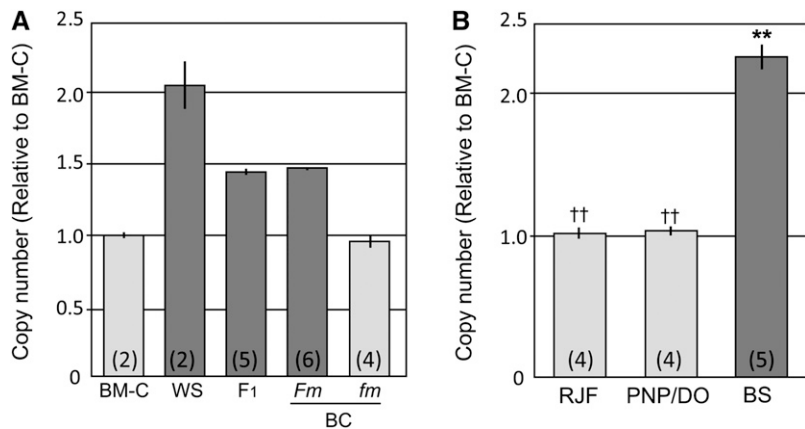 A
Copy number (Relative to BM-C)
2.5
2.0
1.5
1.0
0.5
0
(2)
(2)
(5)
(6)
(4)
BM-C
WS
F1
Fm
fm
BC
B
Copy number (Relative to BM-C)
2.5
2.0
1.0
0
††
††
**
(4)
(4)
(5)
RJF
PNP/DO
BS